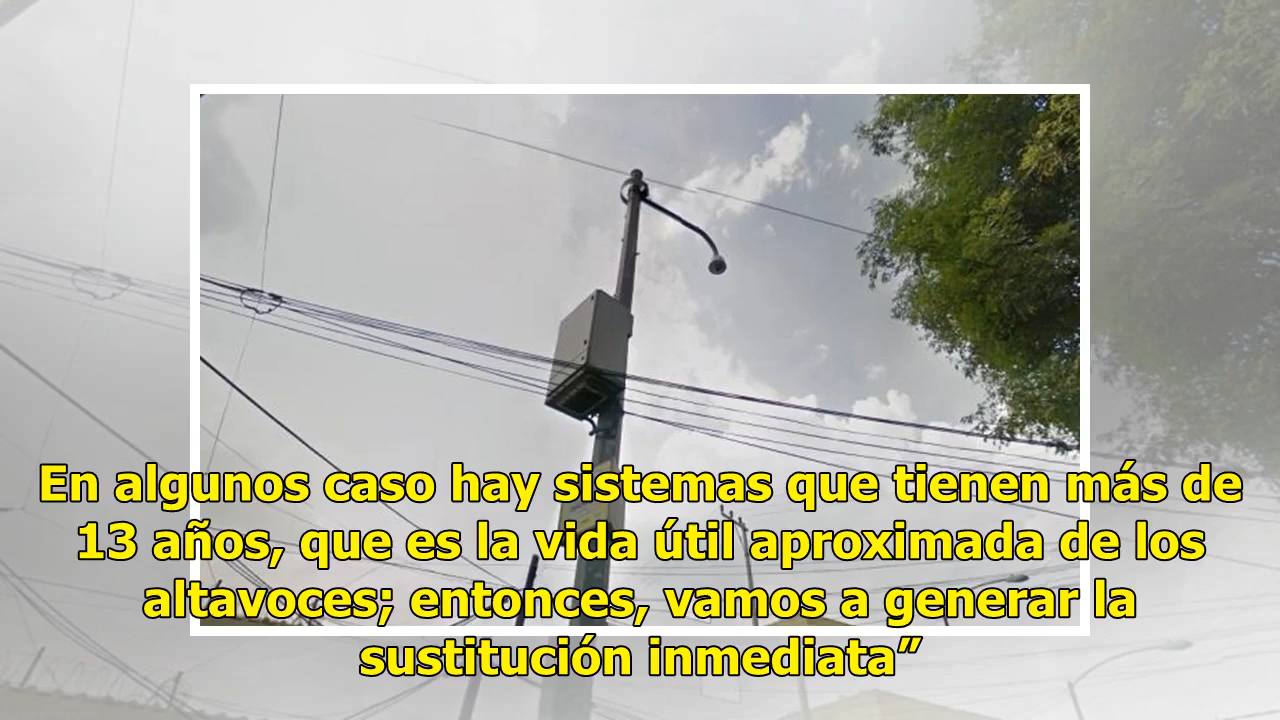 En algunos caso hay sistemas que tienen más de
13 años, que es la vida útil aproximada de los
altavoces; entonces, vamos a generar la
sustitución inmediata”